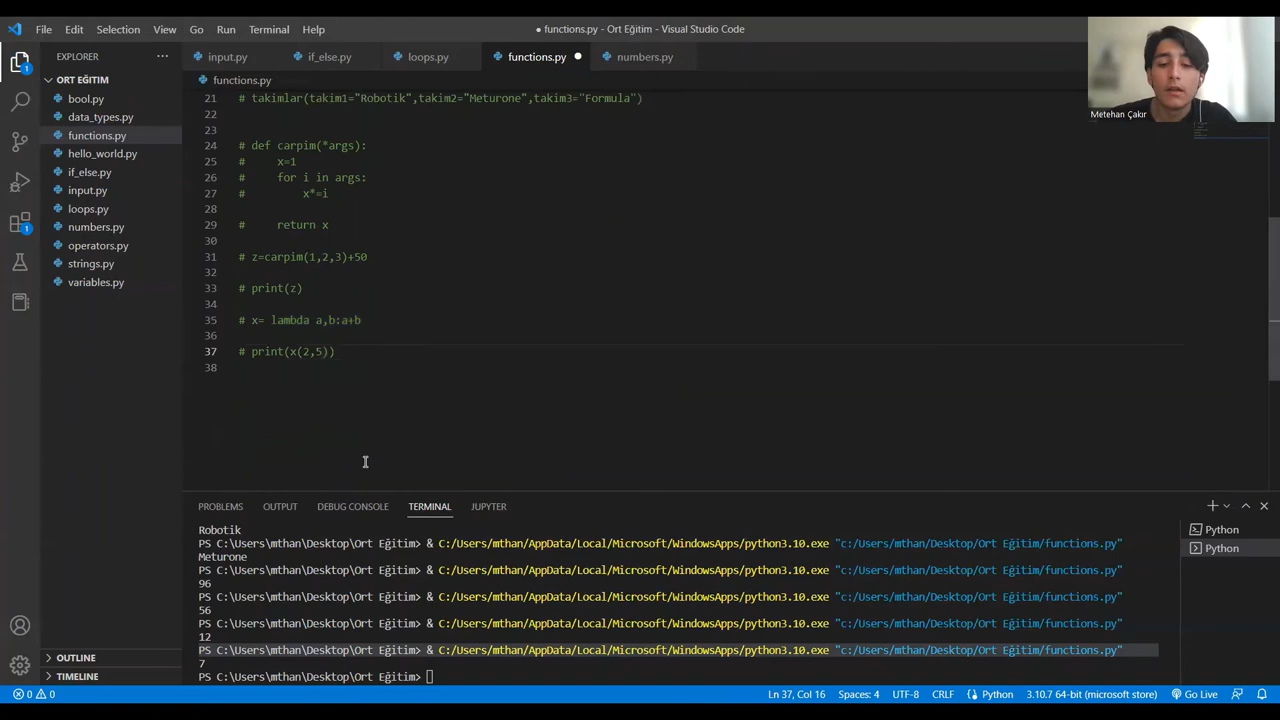 File Edit Selection View Go Run Terminal Help
● functions.py - Ort Eğitim - Visual Studio Code
EXPLORER
ORT EĞITIM
bool.py
data_types.py
functions.py
hello_world.py
if_else.py
input.py
loops.py
numbers.py
operators.py
strings.py
variables.py
OUTLINE
TIMELINE
1
1
input.py if_else.py loops.py functions.py numbers.py
functions.py
21 # takimlar(takim1="Robotik",takim2="Meturone",takim3="Formula")
22
23
24 # def carpim(*args):
25 # x=1
26 # for i in args:
27 # x*=i
28
29 # return x
30
31 # z=carpim(1,2,3)+50
32
33 # print(z)
34
35 # x= lambda a,b:a+b
36
37 # print(x(2,5))
38
Metehan Çakır
PROBLEMS OUTPUT DEBUG CONSOLE TERMINAL JUPYTER
Robotik
PS C:\Users\mthan\Desktop\Ort Eğitim> & C:/Users/mthan/AppData/Local/Microsoft/WindowsApps/python3.10.exe "c:/Users/mthan/Desktop/Ort Eğitim/functions.py"
Meturone
PS C:\Users\mthan\Desktop\Ort Eğitim> & C:/Users/mthan/AppData/Local/Microsoft/WindowsApps/python3.10.exe "c:/Users/mthan/Desktop/Ort Eğitim/functions.py"
96
PS C:\Users\mthan\Desktop\Ort Eğitim> & C:/Users/mthan/AppData/Local/Microsoft/WindowsApps/python3.10.exe "c:/Users/mthan/Desktop/Ort Eğitim/functions.py"
56
PS C:\Users\mthan\Desktop\Ort Eğitim> & C:/Users/mthan/AppData/Local/Microsoft/WindowsApps/python3.10.exe "c:/Users/mthan/Desktop/Ort Eğitim/functions.py"
12
PS C:\Users\mthan\Desktop\Ort Eğitim> & C:/Users/mthan/AppData/Local/Microsoft/WindowsApps/python3.10.exe "c:/Users/mthan/Desktop/Ort Eğitim/functions.py"
7
PS C:\Users\mthan\Desktop\Ort Eğitim>
Python
Python
0 0
Ln 37, Col 16 Spaces: 4 UTF-8 CRLF Python 3.10.7 64-bit (microsoft store) Go Live